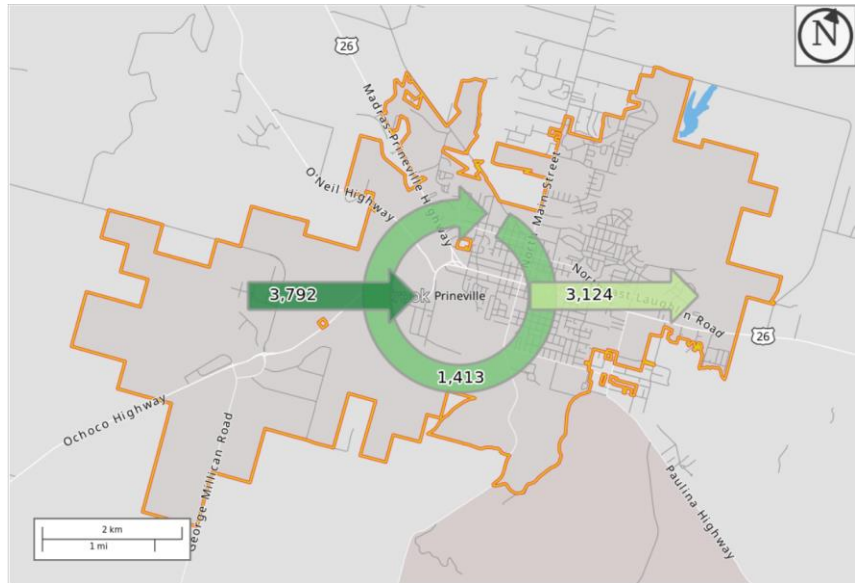 N
26
Madras-Prineville Highway
O'Neil Highway
North Main Street
3,792
Prineville
3,124
26
1,413
Ochoco Highway
George Millican Road
Paulina Highway
2 km
1 mi